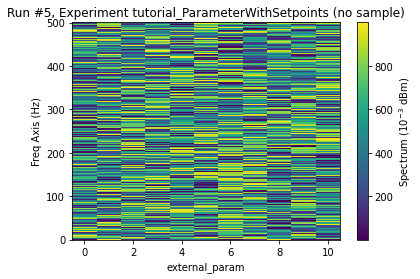 Run #5, Experiment tutorial_ParameterWithSetpoints (no sample)
500
400
300
200
100
0
Freq Axis (Hz)
0 2 4 6 8 10
external_param
800
600
400
200
Spectrum (10⁻³ dBm)